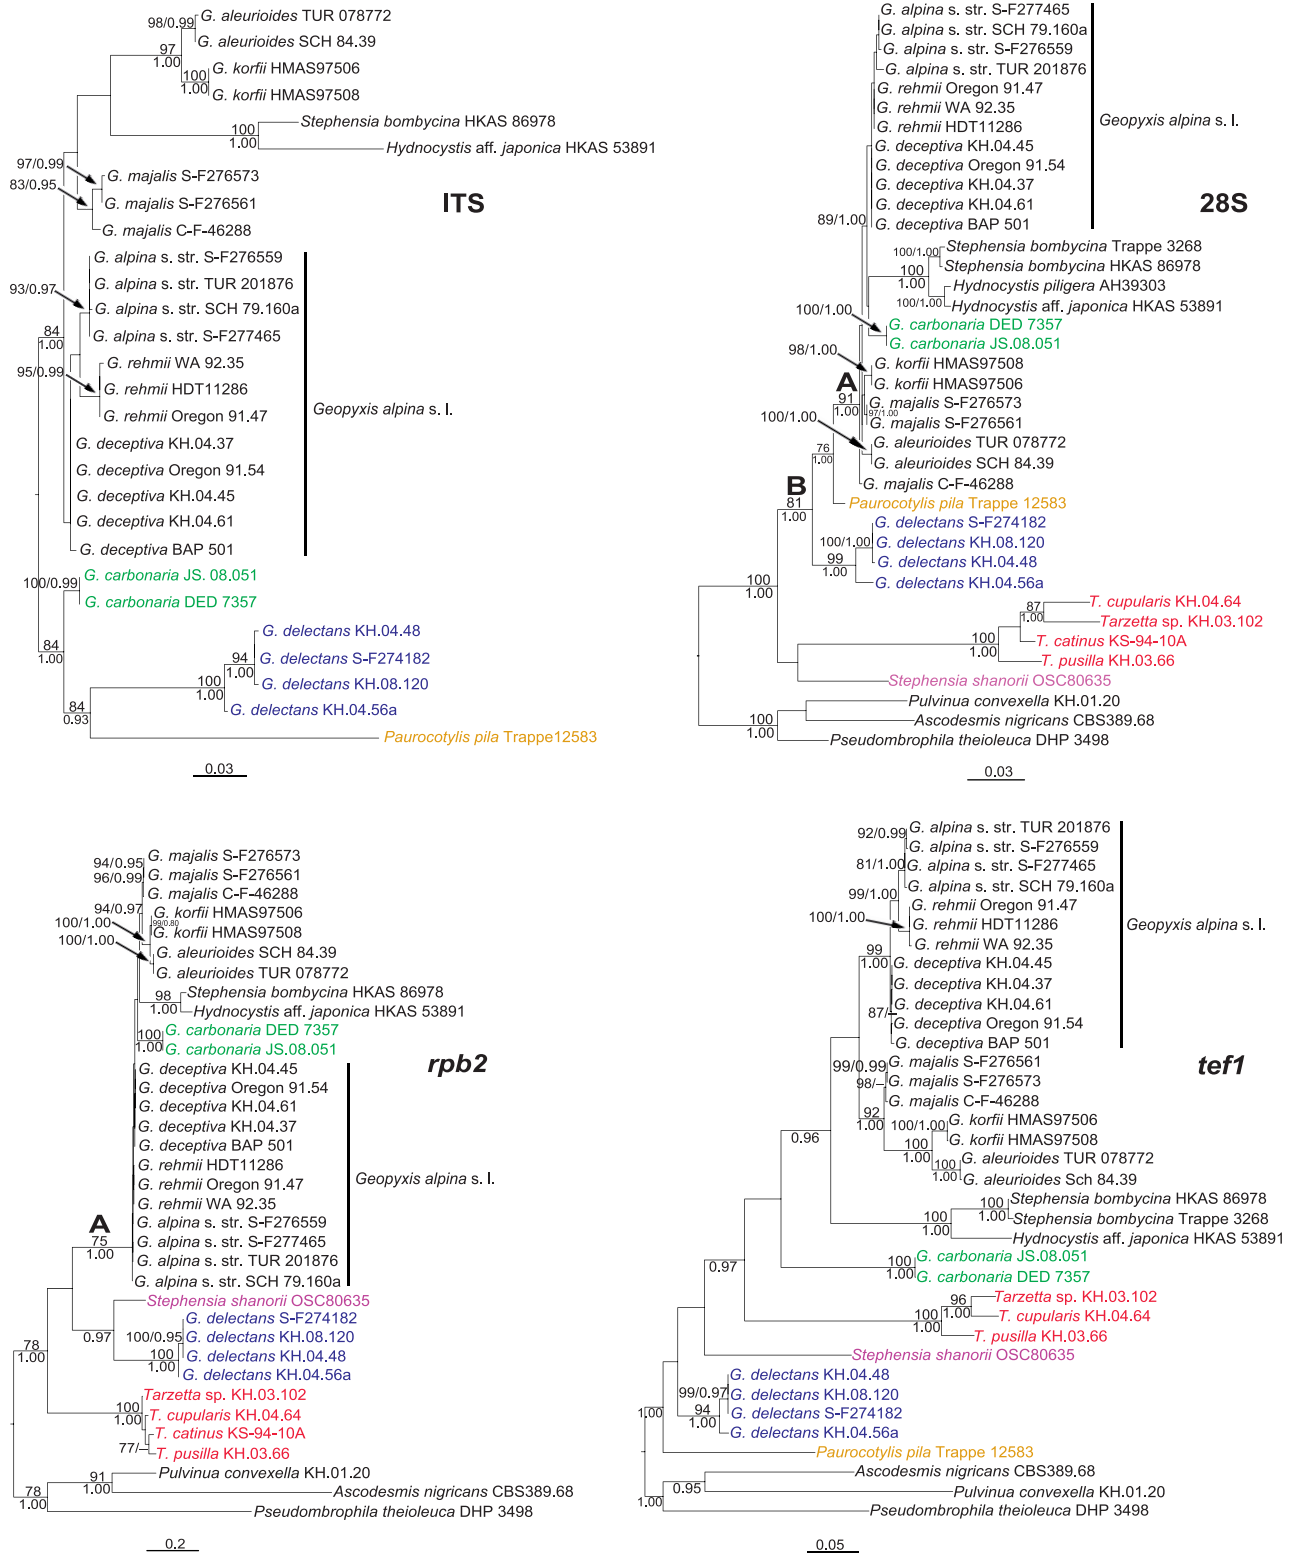 98/0.99
G. aleurioides TUR 078772
G. aleurioides SCH 84.39
97
1.00
G. korfii HMAS97506
100
1.00
G. korfii HMAS97508
Stephensia bombycina HKAS 86978
100
1.00
Hydnocystis aff. japonica HKAS 53891
97/0.99
G. majalis S-F276573
83/0.95
G. majalis S-F276561
ITS
G. majalis C-F-46288
G. alpina s. str. S-F276559
G. alpina s. str. TUR 201876
93/0.97
G. alpina s. str. SCH 79.160a
84
1.00
G. alpina s. str. S-F277465
G. rehmii WA 92.35
95/0.99
G. rehmii HDT11286
G. rehmii Oregon 91.47
Geopyxis alpina s. l.
G. deceptiva KH.04.37
G. deceptiva Oregon 91.54
G. deceptiva KH.04.45
G. deceptiva KH.04.61
G. deceptiva BAP 501
100/0.99
G. carbonaria JS. 08.051
G. carbonaria DED 7357
84
1.00
G. delectans KH.04.48
94
1.00
G. delectans S-F274182
100
1.00
G. delectans KH.08.120
G. delectans KH.04.56a
84
0.93
Paurocotylis pila Trappe12583
0.03
G. alpina s. str. S-F277465
G. alpina s. str. SCH 79.160a
G. alpina s. str. S-F276559
G. alpina s. str. TUR 201876
G. rehmii Oregon 91.47
G. rehmii WA 92.35
G. rehmii HDT11286
Geopyxis alpina s. l.
G. deceptiva KH.04.45
G. deceptiva Oregon 91.54
G. deceptiva KH.04.37
G. deceptiva KH.04.61
28S
89/1.00
G. deceptiva BAP 501
100/1.00
Stephensia bombycina Trappe 3268
100
1.00
Stephensia bombycina HKAS 86978
Hydnocystis piligera AH39303
100/1.00
Hydnocystis aff. japonica HKAS 53891
100/1.00
G. carbonaria DED 7357
G. carbonaria JS.08.051
98/1.00
G. korfii HMAS97508
A
G. korfii HMAS97506
91
1.00
G. majalis S-F276573
97/1.00
G. majalis S-F276561
100/1.00
G. aleurioides TUR 078772
76
1.00
G. aleurioides SCH 84.39
B
G. majalis C-F-46288
81
1.00
Paurocotylis pila Trappe 12583
G. delectans S-F274182
100/1.00
G. delectans KH.08.120
99
1.00
G. delectans KH.04.48
G. delectans KH.04.56a
100
1.00
87
1.00
T. cupularis KH.04.64
Tarzetta sp. KH.03.102
100
1.00
T. catinus KS-94-10A
T. pusilla KH.03.66
Stephensia shanorii OSC80635
Pulvinua convexella KH.01.20
100
1.00
Ascodesmis nigricans CBS389.68
Pseudombrophila theioleuca DHP 3498
0.03
G. majalis S-F276573
94/0.95
G. majalis S-F276561
96/0.99
G. majalis C-F-46288
94/0.97
G. korfii HMAS97506
99/0.80
100/1.00
G. korfii HMAS97508
100/1.00
G. aleurioides SCH 84.39
G. aleurioides TUR 078772
98
1.00
Stephensia bombycina HKAS 86978
Hydnocystis aff. japonica HKAS 53891
100
1.00
G. carbonaria DED 7357
G. carbonaria JS.08.051
rpb2
G. deceptiva KH.04.45
G. deceptiva Oregon 91.54
G. deceptiva KH.04.61
G. deceptiva KH.04.37
G. deceptiva BAP 501
G. rehmii HDT11286
Geopyxis alpina s. l.
G. rehmii Oregon 91.47
G. rehmii WA 92.35
A
G. alpina s. str. S-F276559
75
1.00
G. alpina s. str. S-F277465
G. alpina s. str. TUR 201876
G. alpina s. str. SCH 79.160a
Stephensia shanorii OSC80635
G. delectans S-F274182
0.97
100/0.95
G. delectans KH.08.120
100
1.00
G. delectans KH.04.48
G. delectans KH.04.56a
78
1.00
Tarzetta sp. KH.03.102
100
1.00
T. cupularis KH.04.64
T. catinus KS-94-10A
77/–
T. pusilla KH.03.66
91
1.00
Pulvinua convexella KH.01.20
Ascodesmis nigricans CBS389.68
78
1.00
Pseudombrophila theioleuca DHP 3498
0.2
G. alpina s. str. TUR 201876
92/0.99
G. alpina s. str. S-F276559
81/1.00
G. alpina s. str. S-F277465
G. alpina s. str. SCH 79.160a
99/1.00
G. rehmii Oregon 91.47
100/1.00
G. rehmii HDT11286
Geopyxis alpina s. l.
G. rehmii WA 92.35
99
1.00
G. deceptiva KH.04.45
G. deceptiva KH.04.37
G. deceptiva KH.04.61
87/–
G. deceptiva Oregon 91.54
G. deceptiva BAP 501
99/0.99
G. majalis S-F276561
tef1
98/–
G. majalis S-F276573
G. majalis C-F-46288
92
1.00
100/1.00
G. korfii HMAS97506
G. korfii HMAS97508
0.96
100
1.00
100
1.00
G. aleurioides TUR 078772
G. aleurioides Sch 84.39
100
1.00
Stephensia bombycina HKAS 86978
Stephensia bombycina Trappe 3268
100
1.00
Hydnocystis aff. japonica HKAS 53891
100
1.00
G. carbonaria JS.08.051
G. carbonaria DED 7357
0.97
96
1.00
Tarzetta sp. KH.03.102
100
1.00
T. cupularis KH.04.64
T. pusilla KH.03.66
Stephensia shanorii OSC80635
G. delectans KH.04.48
99/0.97
G. delectans KH.08.120
94
1.00
G. delectans S-F274182
1.00
G. delectans KH.04.56a
Paurocotylis pila Trappe 12583
Ascodesmis nigricans CBS389.68
0.95
Pulvinua convexella KH.01.20
1.00
Pseudombrophila theioleuca DHP 3498
0.05